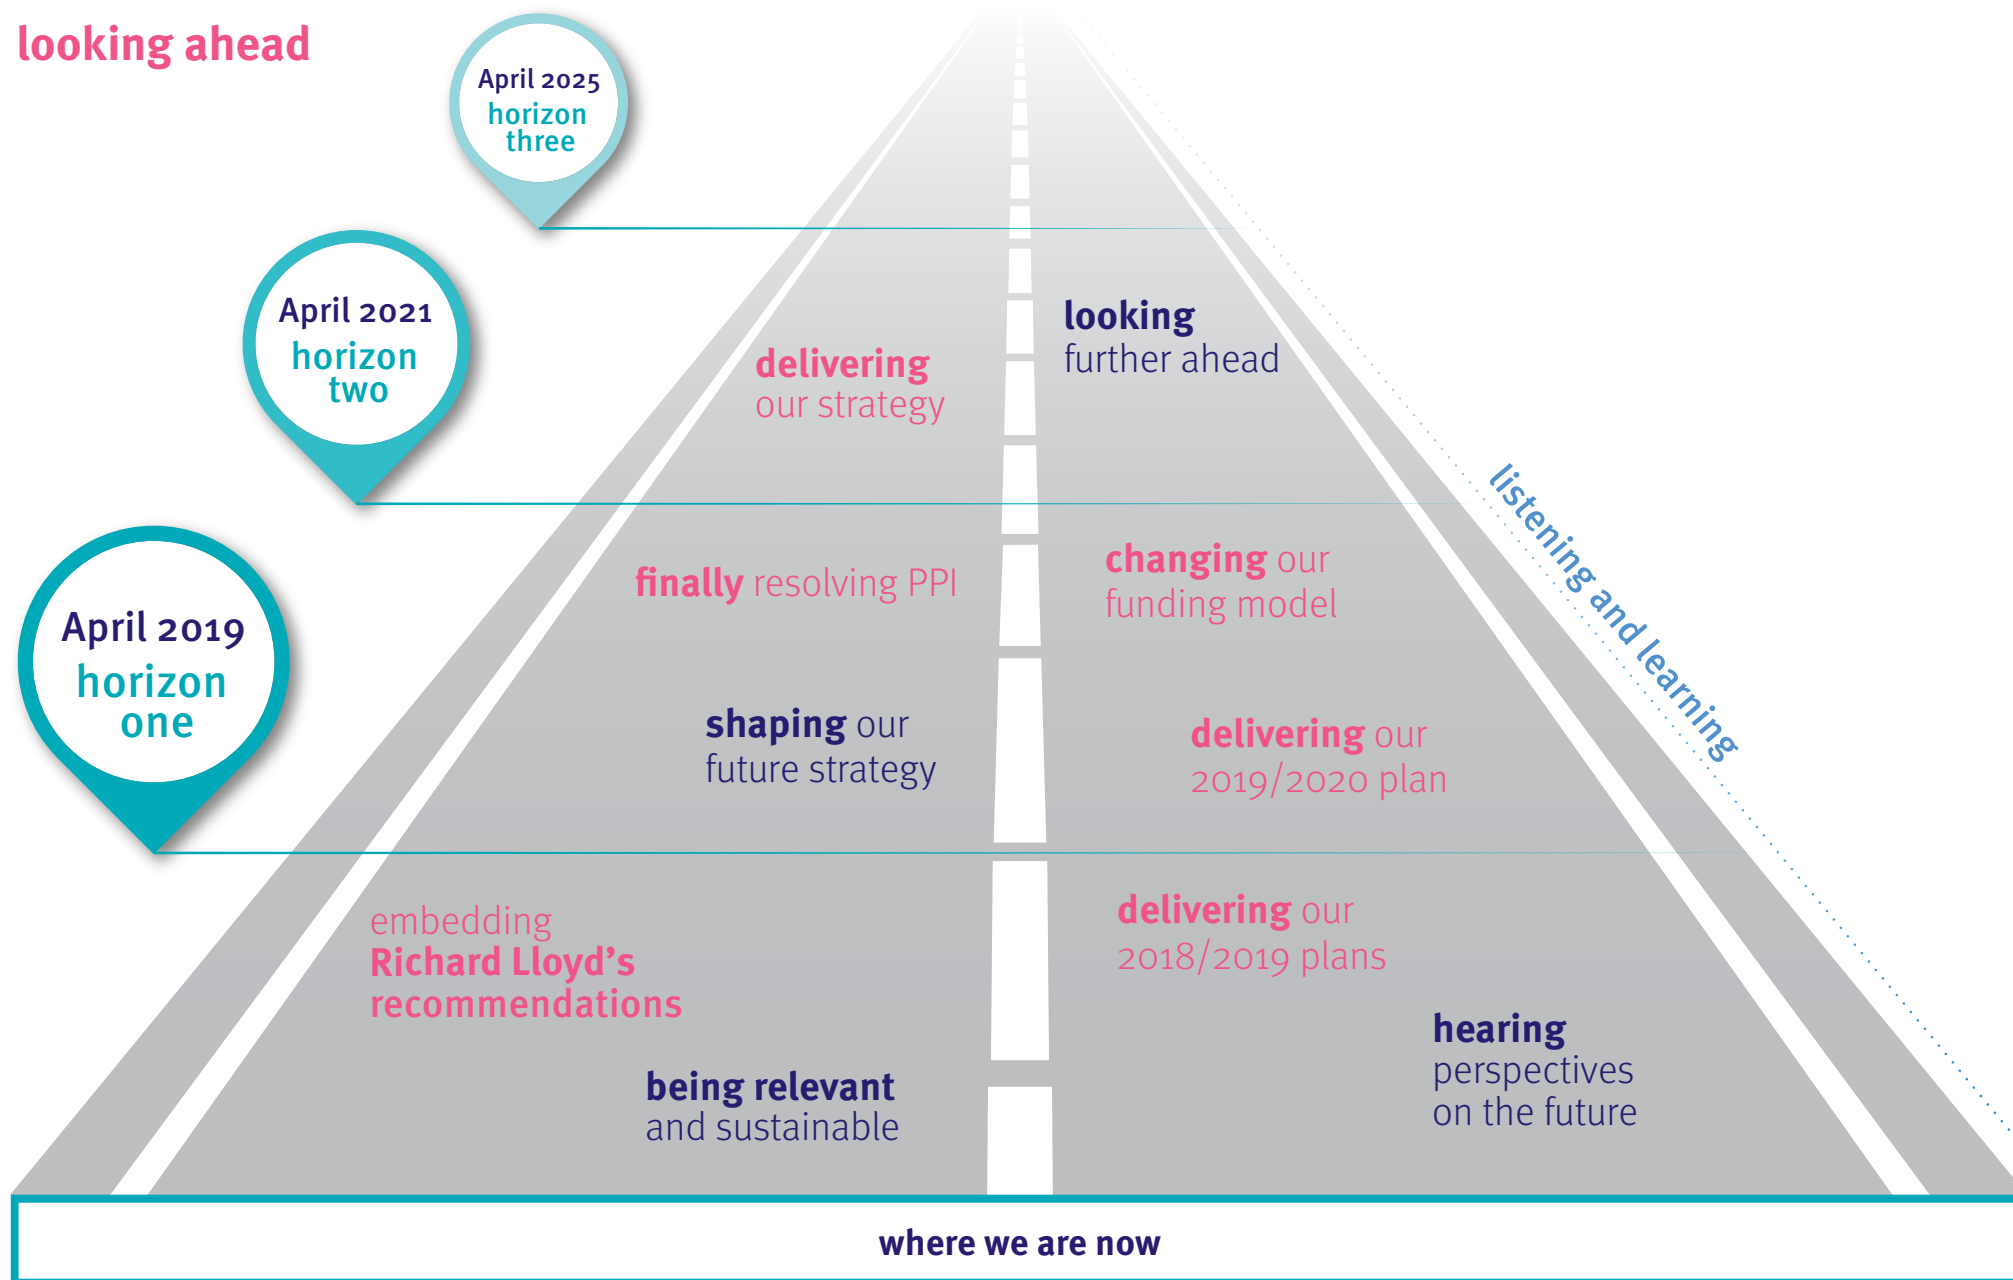 looking ahead
April 2025
horizon
three
April 2021
horizon
two
looking
further ahead
delivering
our strategy
listening and learning
April 2019
horizon
one
finally resolving PPI
changing our
funding model
shaping our
future strategy
delivering our
2019/2020 plan
embedding
Richard Lloyd's
recommendations
delivering our
2018/2019 plans
being relevant
and sustainable
hearing
perspectives
on the future
where we are now